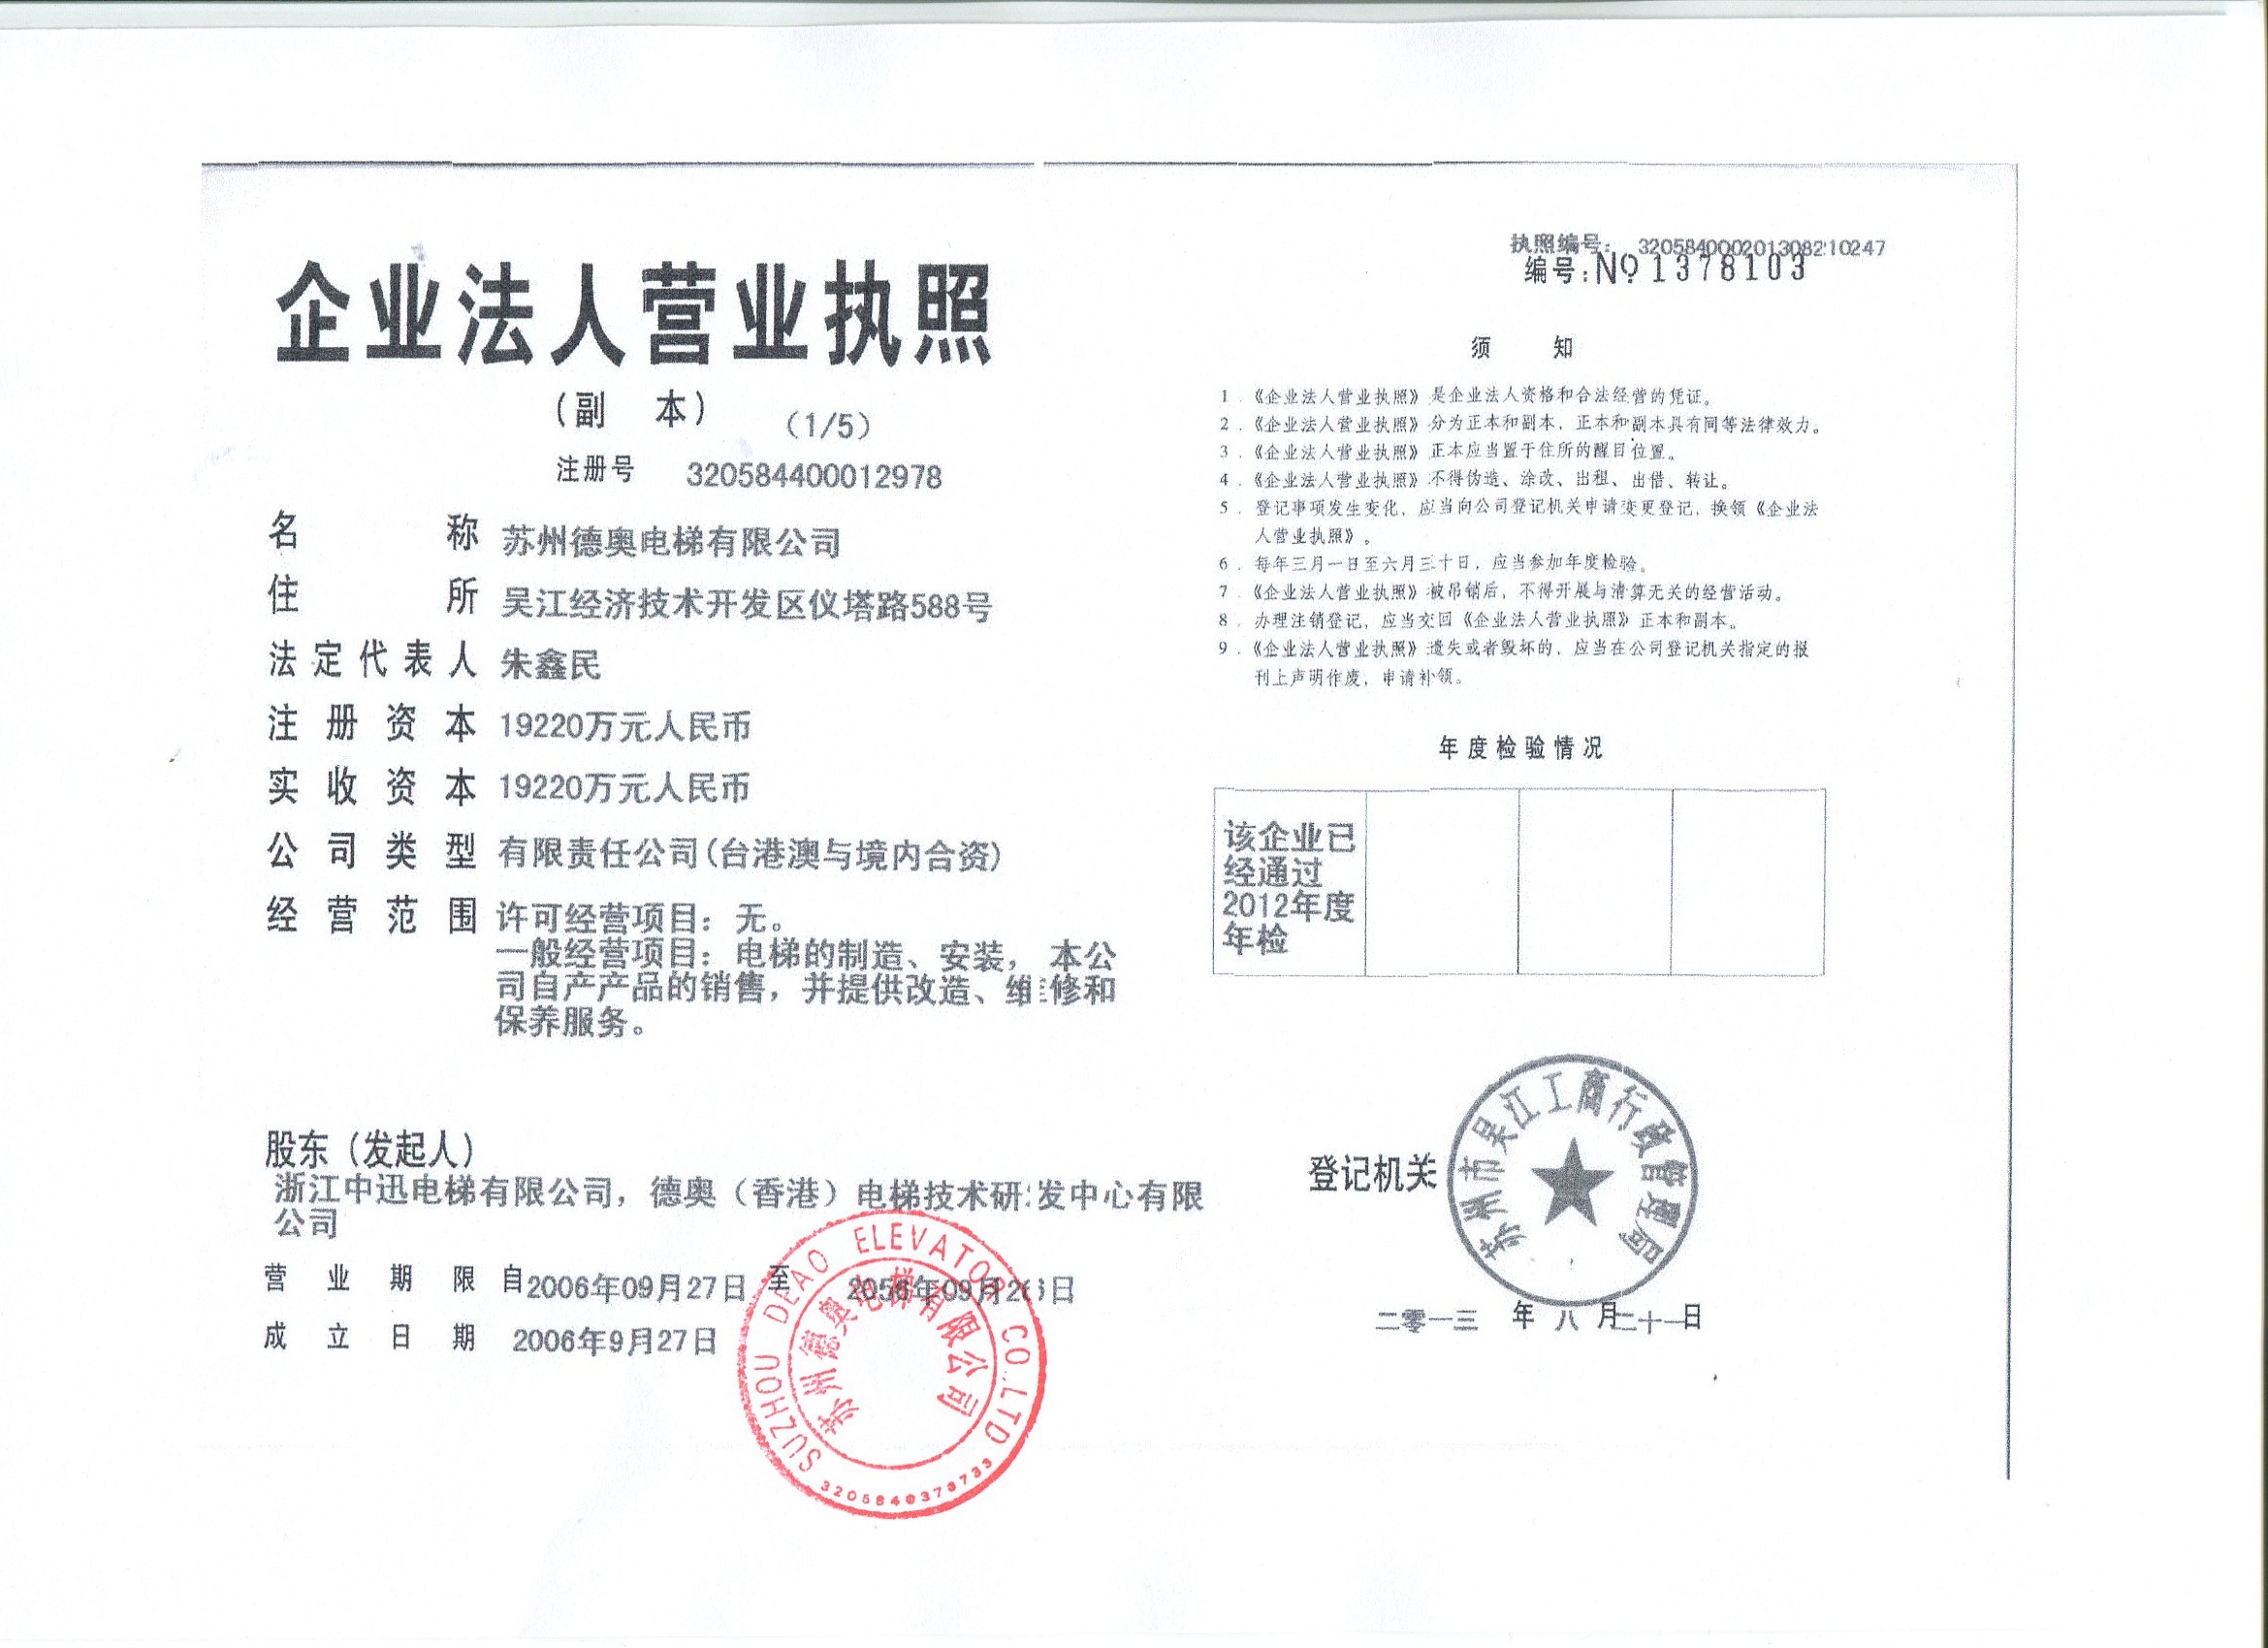 企业法人营业执照
（副 本）
（1/5）
注册号 320584400012978
名称 苏州德奥电梯有限公司
住所 吴江经济技术开发区仪塔路588号
法定代表人 朱鑫民
注册资本 19220万元人民币
实收资本 19220万元人民币
公司类型 有限责任公司(台港澳与境内合资)
经营范围 许可经营项目：无。
一般经营项目：电梯的制造、安装， 本公
司自产产品的销售，并提供改造、维修和
保养服务。
股东（发起人）
浙江中迅电梯有限公司，德奥（香港）电梯技术研发中心有限
公司
营业期限 自2006年09月27日 至 2056年09月26日
成立日期 2006年9月27日
SUZHOU DEAO ELEVATOR CO.LTD
苏州德奥电梯有限公司
执照编号： 320584000201308210247
编号:№1378103
须 知
1．《企业法人营业执照》是企业法人资格和合法经营的凭证。
2．《企业法人营业执照》分为正本和副本，正本和副本具有同等法律效力。
3．《企业法人营业执照》正本应当置于住所的醒目位置。
4．《企业法人营业执照》不得伪造、涂改、出租、出借、转让。
5．登记事项发生变化，应当向公司登记机关申请变更登记，换领《企业法
人营业执照》。
6．每年三月一日至六月三十日，应当参加年度检验。
7．《企业法人营业执照》被吊销后，不得开展与清算无关的经营活动。
8．办理注销登记，应当交回《企业法人营业执照》正本和副本。
9．《企业法人营业执照》遗失或者毁坏的，应当在公司登记机关指定的报
刊上声明作废，申请补领。
年度检验情况
该企业已
经通过
2012年度
年检
登记机关
苏州市吴江工商行政管理局
二零一三 年 八 月二十一日